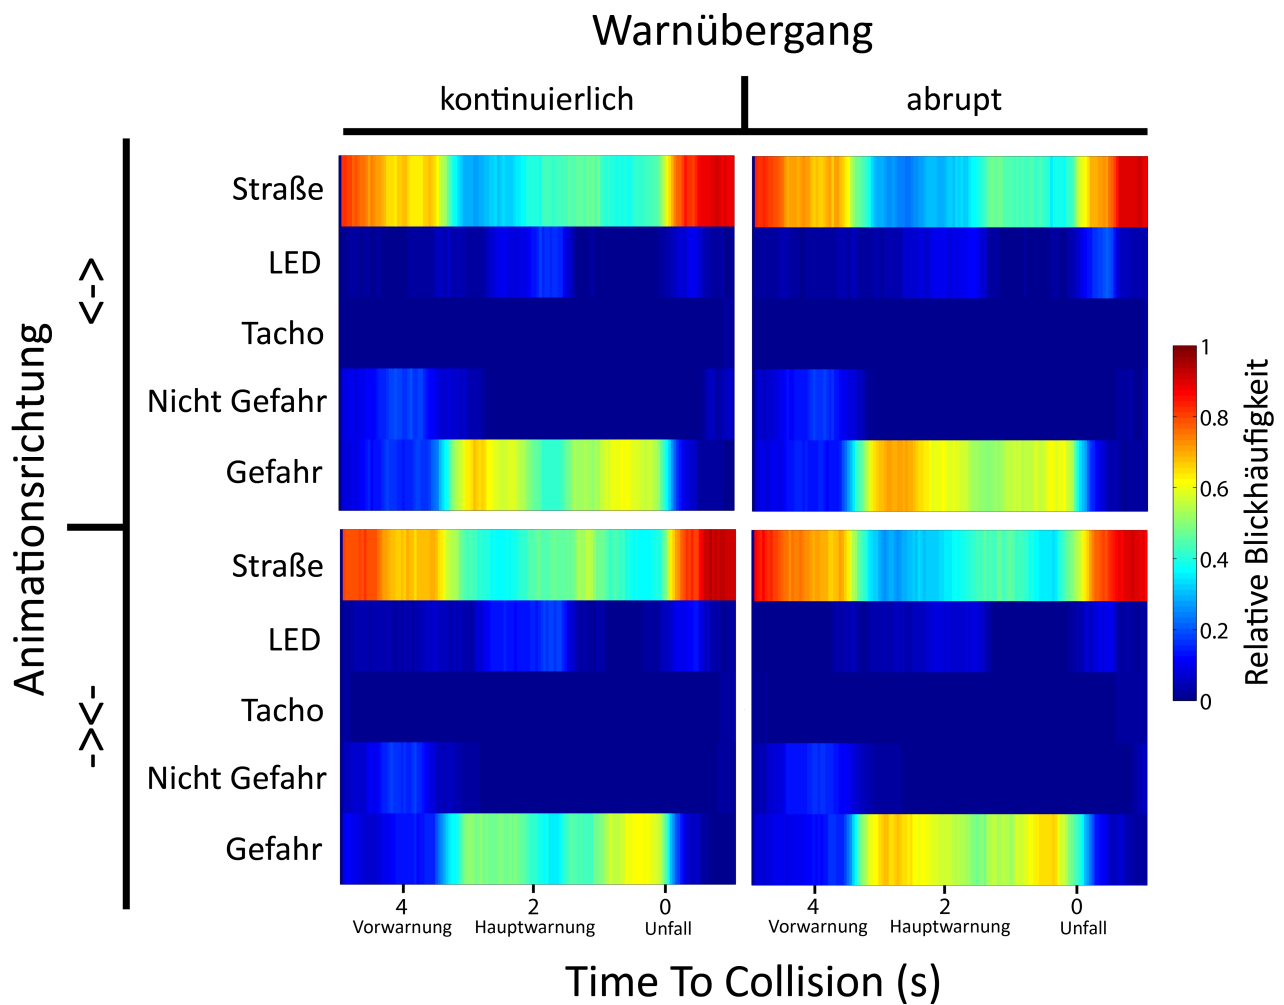 Warnübergang
kontinuierlich abrupt
Animationsrichtung
<->
Straße
LED
Tacho
Nicht Gefahr
Gefahr
-><-
Straße
LED
Tacho
Nicht Gefahr
Gefahr
4 2 0 4 2 0
Vorwarnung Hauptwarnung Unfall Vorwarnung Hauptwarnung Unfall
Time To Collision (s)
1
0.8
0.6
0.4
0.2
0
Relative Blickhäufigkeit